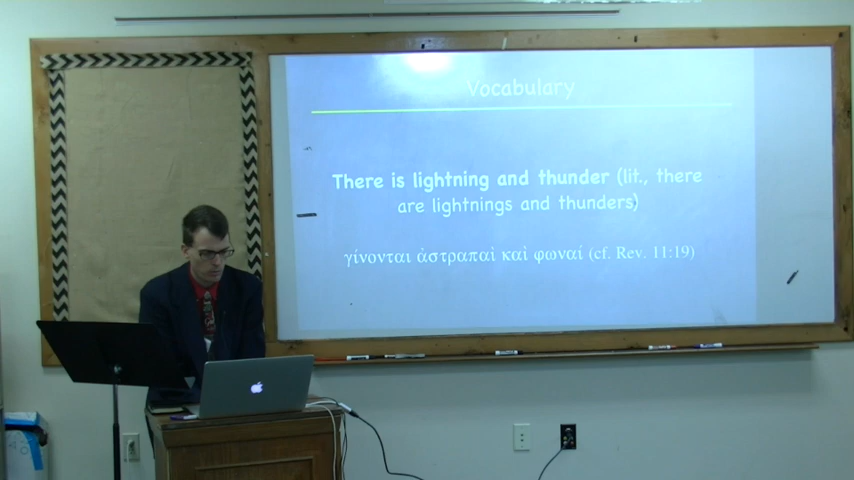 Vocabulary
There is lightning and thunder (lit., there
are lightnings and thunders)
γίνονται ἀστραπαὶ καὶ φωναί (cf. Rev. 11:19)